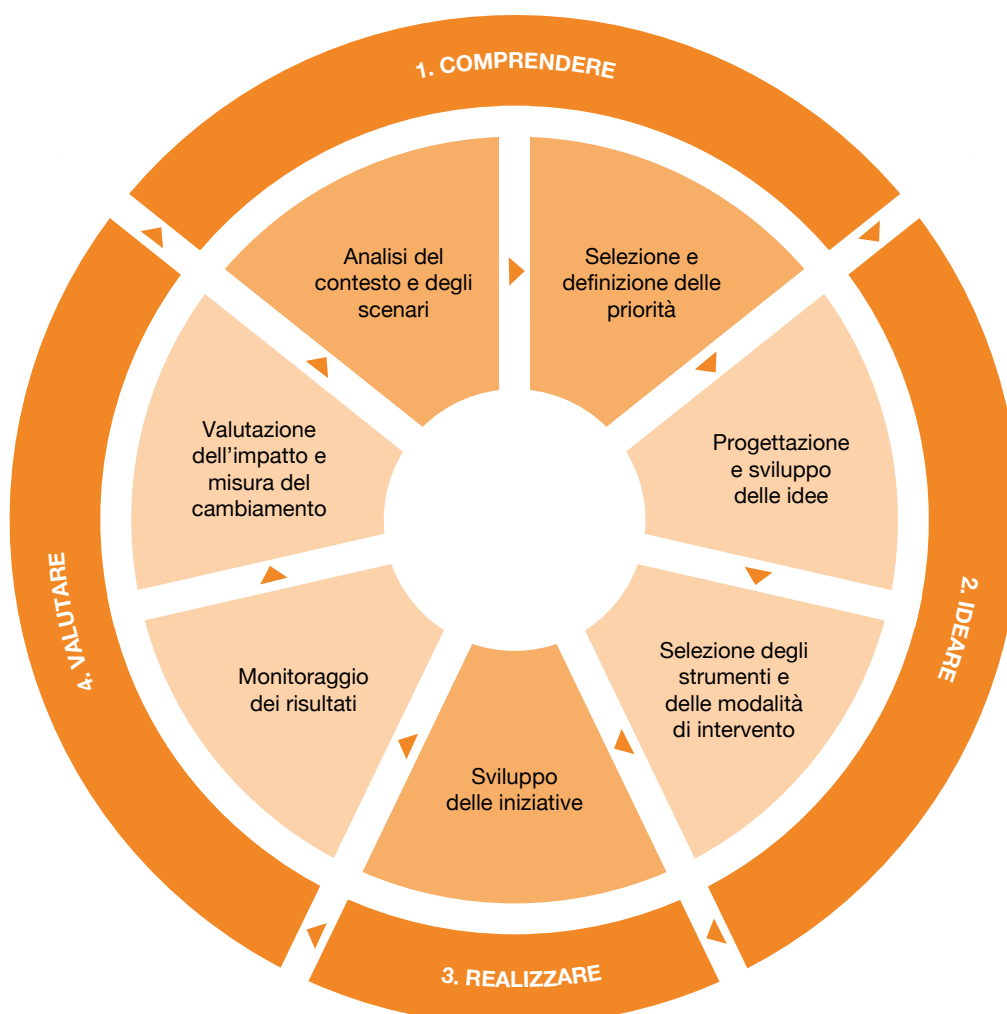 1. COMPRENDERE
Analisi del
contesto e degli
scenari
Selezione e
definizione delle
priorità
Progettazione
e sviluppo
delle idee
2. IDEARE
Selezione degli
strumenti e
delle modalità
di intervento
Sviluppo
delle iniziative
3. REALIZZARE
Monitoraggio
dei risultati
Valutazione
dell’impatto e
misura del
cambiamento
4. VALUTARE